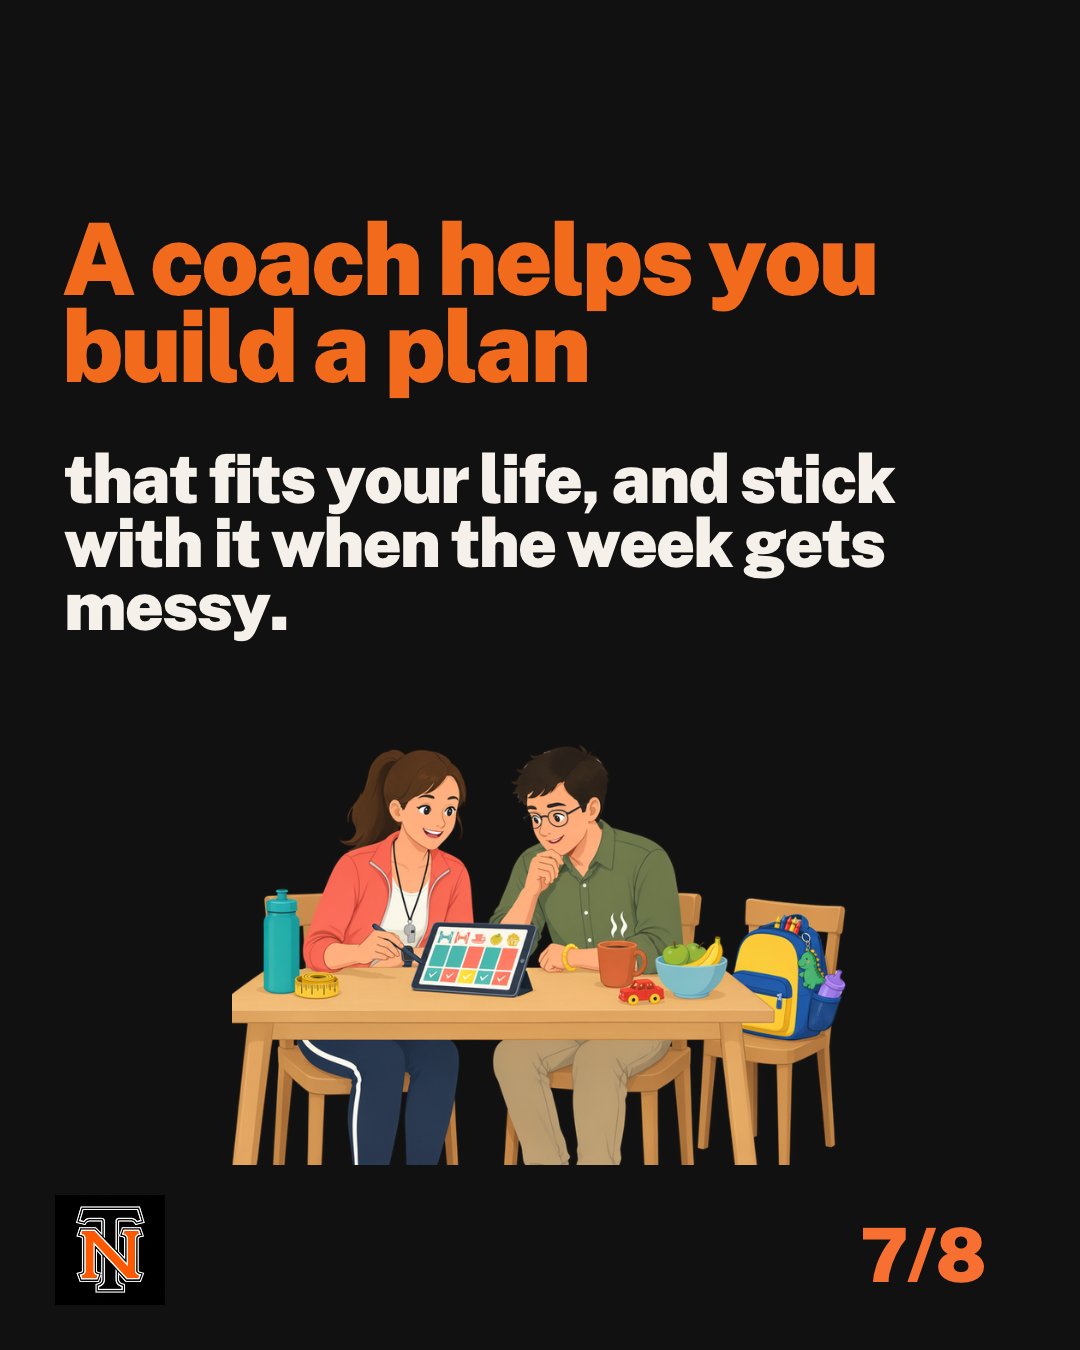 A coach helps you
build a plan
that fits your life, and stick
with it when the week gets
messy.
TN
7/8